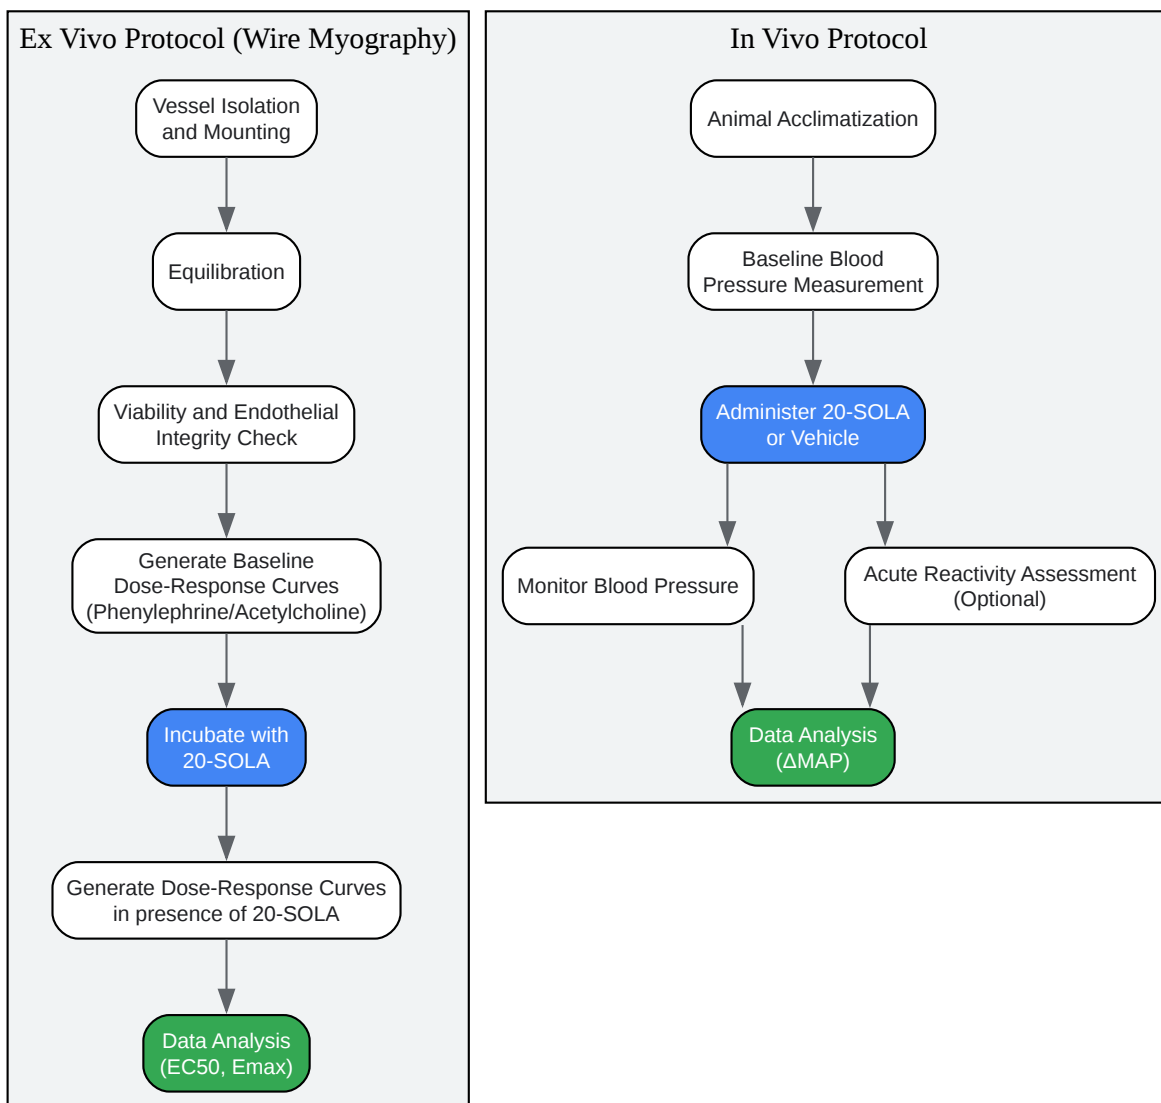 Ex Vivo Protocol (Wire Myography)
Vessel Isolation
and Mounting
Equilibration
Viability and Endothelial
Integrity Check
Generate Baseline
Dose-Response Curves
(Phenylephrine/Acetylcholine)
Incubate with
20-SOLA
Generate Dose-Response Curves
in presence of 20-SOLA
Data Analysis
(EC50, Emax)
In Vivo Protocol
Animal Acclimatization
Baseline Blood
Pressure Measurement
Administer 20-SOLA
or Vehicle
Monitor Blood Pressure
Acute Reactivity Assessment
(Optional)
Data Analysis
(ΔMAP)